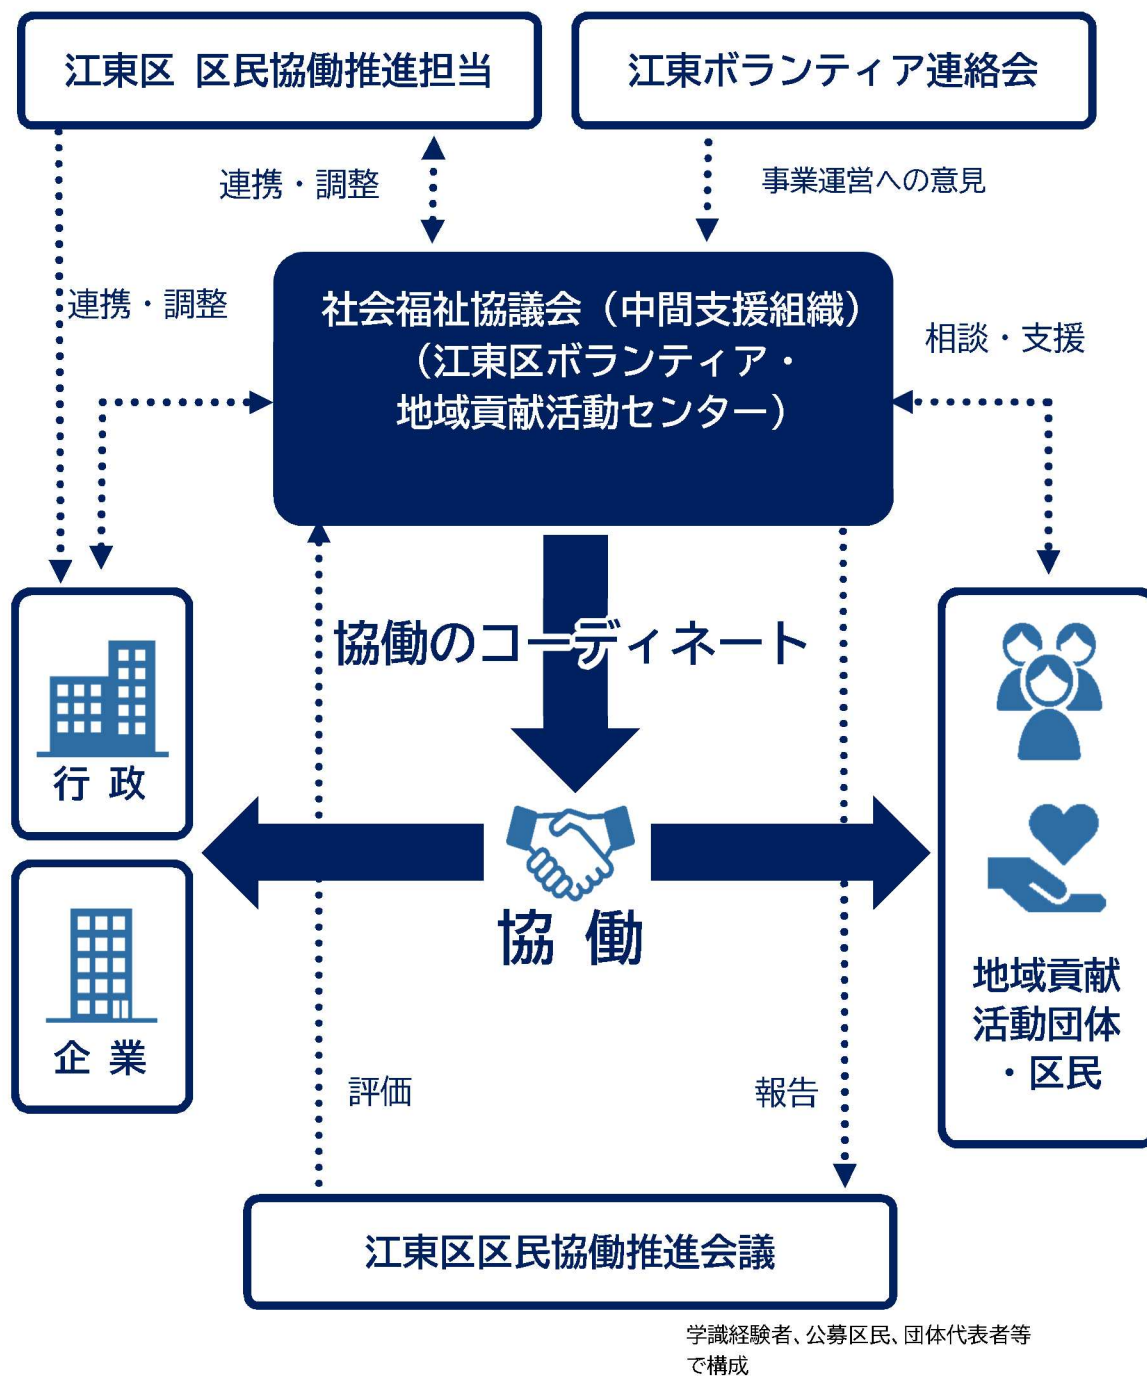 江東区 区民協働推進担当
江東ボランティア連絡会
連携・調整
事業運営への意見
連携・調整
社会福祉協議会（中間支援組織）
（江東区ボランティア・
地域貢献活動センター）
相談・支援
協働のコーディネート
行 政
協 働
企 業
地域貢献
活動団体
・区民
評価
報告
江東区区民協働推進会議
学識経験者、公募区民、団体代表者等
で構成